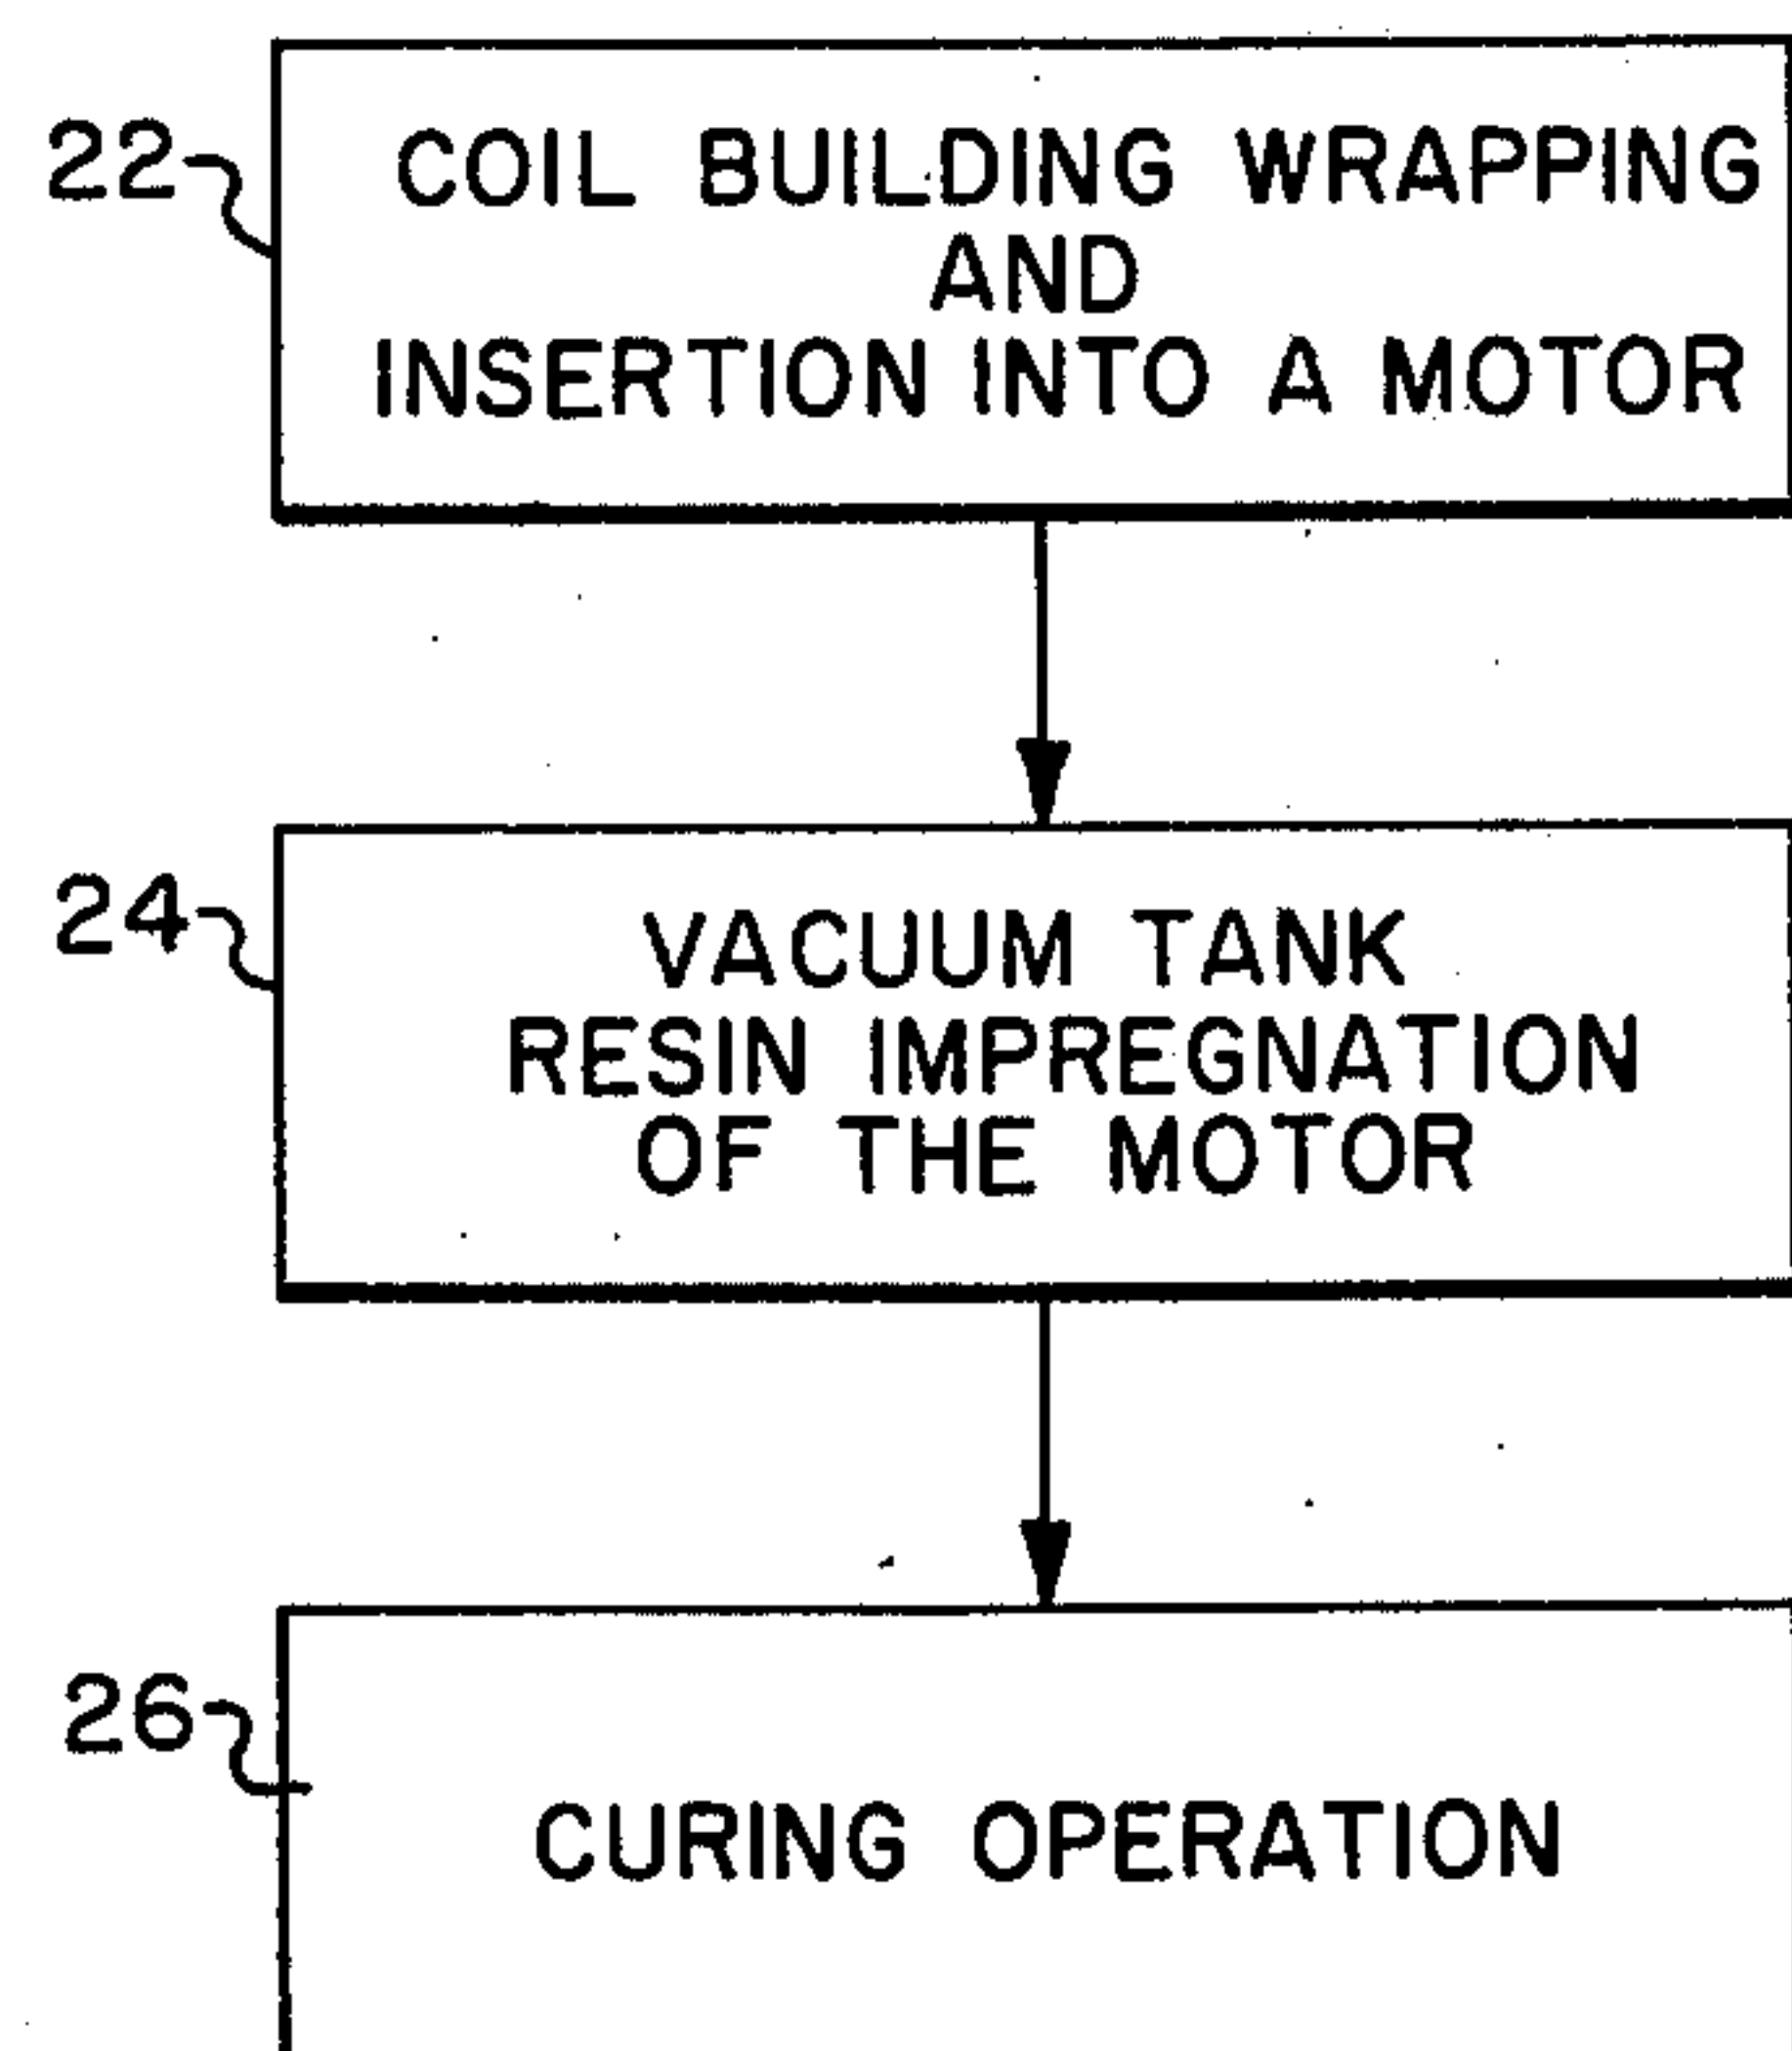 22
COIL BUILDING WRAPPING
AND
INSERTION INTO A MOTOR
24
VACUUM TANK
RESIN IMPREGNATION
OF THE MOTOR
26
CURING OPERATION